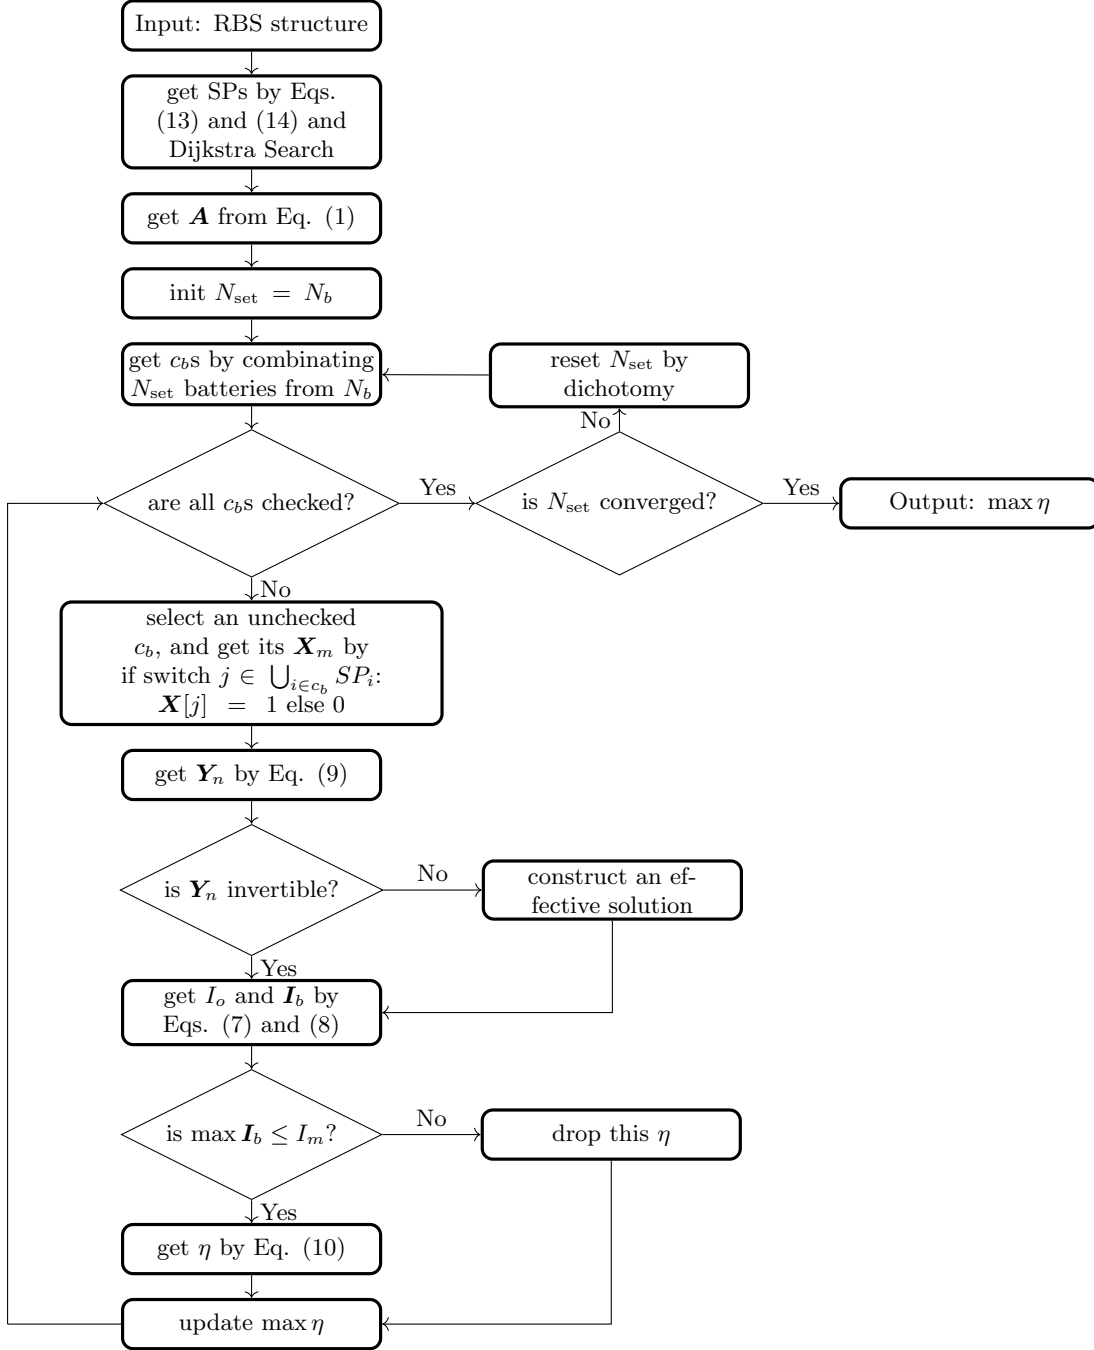 Input: RBS structure
get SPs by Eqs.
(13) and (14) and
Dijkstra Search
get A from Eq. (1)
init N_set = N_b
get c_bs by combinating
N_set batteries from N_b
reset N_set by
dichotomy
No
are all c_bs checked?
Yes
is N_set converged?
Yes
Output: max η
No
select an unchecked
c_b, and get its X_m by
if switch j ∈ ⋃_{i∈c_b} SP_i:
X[j] = 1 else 0
get Y_n by Eq. (9)
is Y_n invertible?
No
construct an ef-
fective solution
Yes
get I_o and I_b by
Eqs. (7) and (8)
is max I_b ≤ I_m?
No
drop this η
Yes
get η by Eq. (10)
update max η